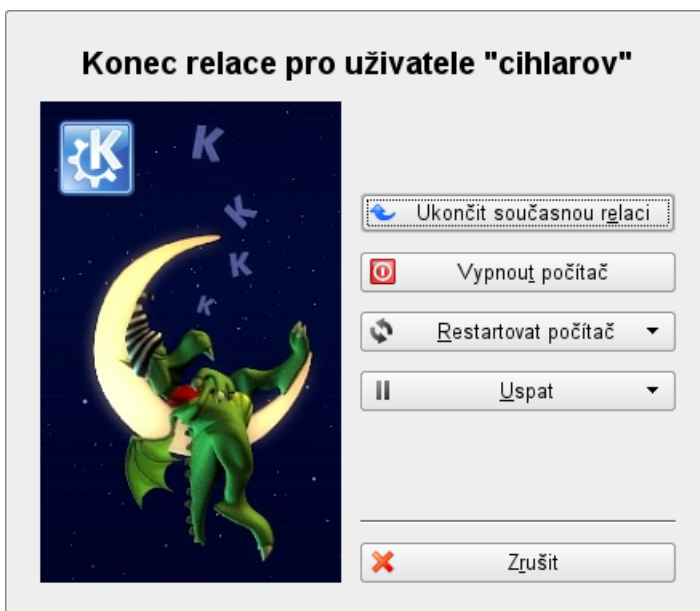 Konec relace pro uživatele "cihlarov"
K
K
K
K
K
Ukončit současnou relaci
Vypnout počítač
Restartovat počítač
Uspat
Zrušit